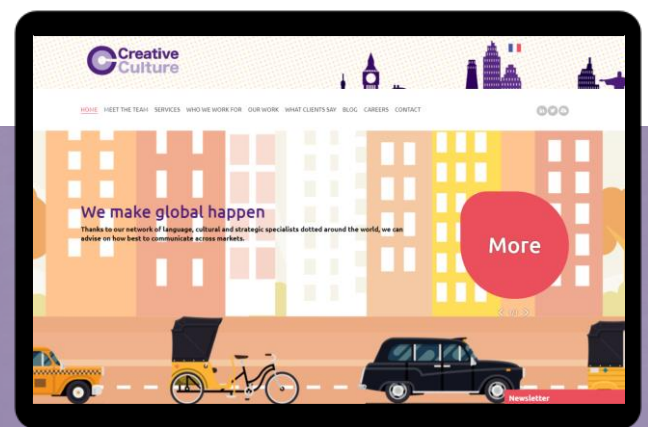 Creative
Culture
HOME MEET THE TEAM SERVICES WHO WE WORK FOR OUR WORK WHAT CLIENTS SAY BLOG CAREERS CONTACT
We make global happen
Thanks to our network of language, cultural and strategic specialists dotted around the world, we can
advise on how best to communicate across markets.
More
Newsletter